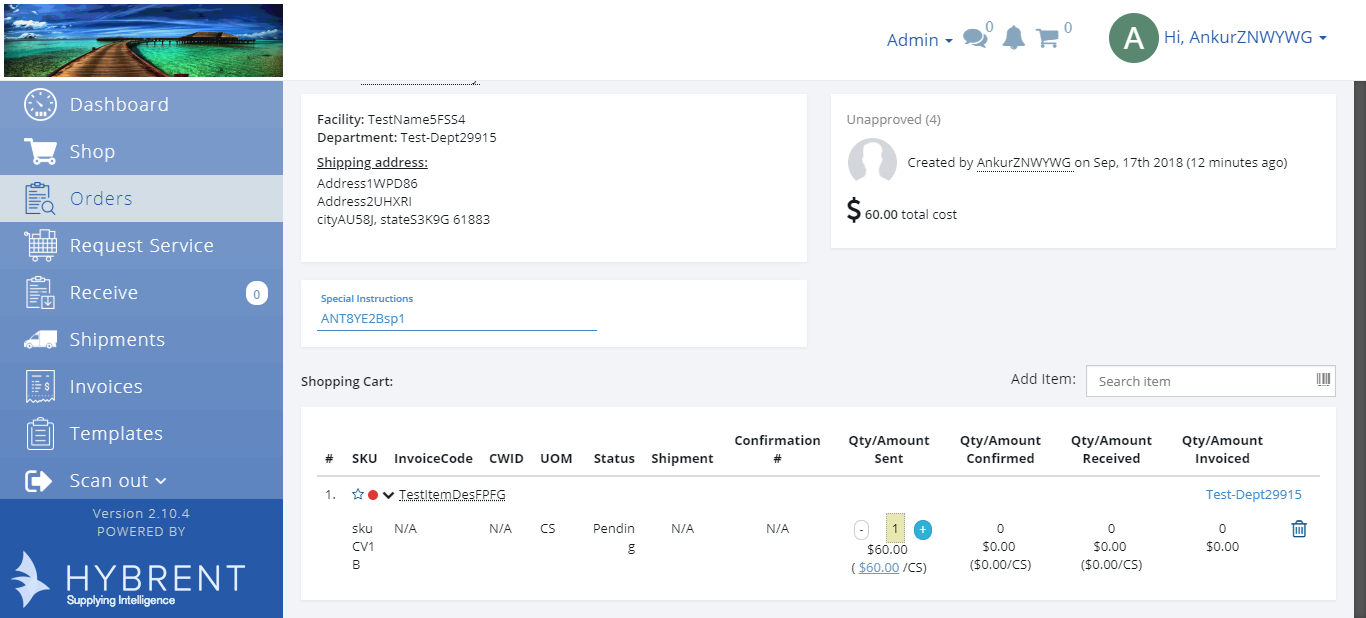 Admin
0
0
A
Hi, AnkurZNWYWG
Dashboard
Shop
Orders
Request Service
Receive
0
Shipments
Invoices
Templates
Scan out
Version 2.10.4
POWERED BY
HYBRENT
Supplying Intelligence
Facility: TestName5FSS4
Department: Test-Dept29915
Shipping address:
Address1WPD86
Address2UHXRI
cityAU58J, stateS3K9G 61883
Unapproved (4)
Created by AnkurZNWYWG on Sep, 17th 2018 (12 minutes ago)
$ 60.00 total cost
Special Instructions
ANT8YE2Bsp1
Shopping Cart:
Add Item:
Search item
# SKU InvoiceCode CWID UOM Status Shipment Confirmation # Qty/Amount Sent Qty/Amount Confirmed Qty/Amount Received Qty/Amount Invoiced
1. TestItemDesFPFG Test-Dept29915
sku N/A N/A CS Pendin N/A N/A - 1 + 0 0 0
CV1 g $60.00 $0.00 $0.00 $0.00
B ( $60.00 /CS) ($0.00/CS) ($0.00/CS)